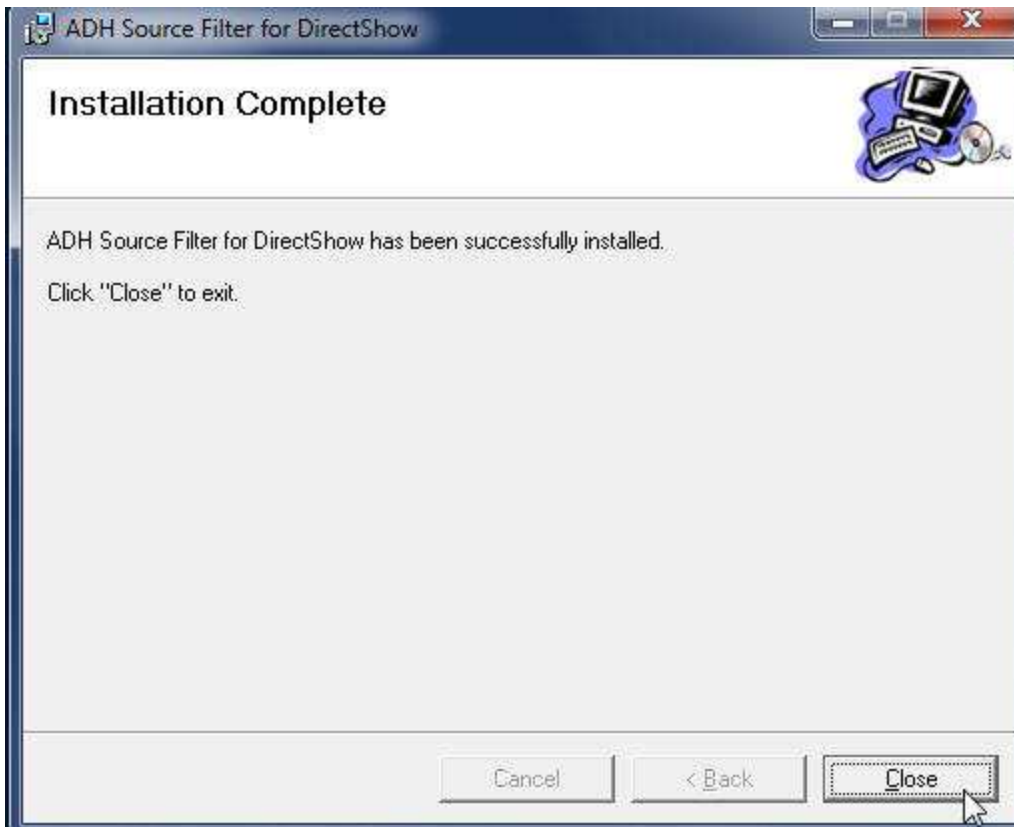 ADH Source Filter for DirectShow
Installation Complete
ADH Source Filter for DirectShow has been successfully installed.
Click "Close" to exit.
Cancel
< Back
Close